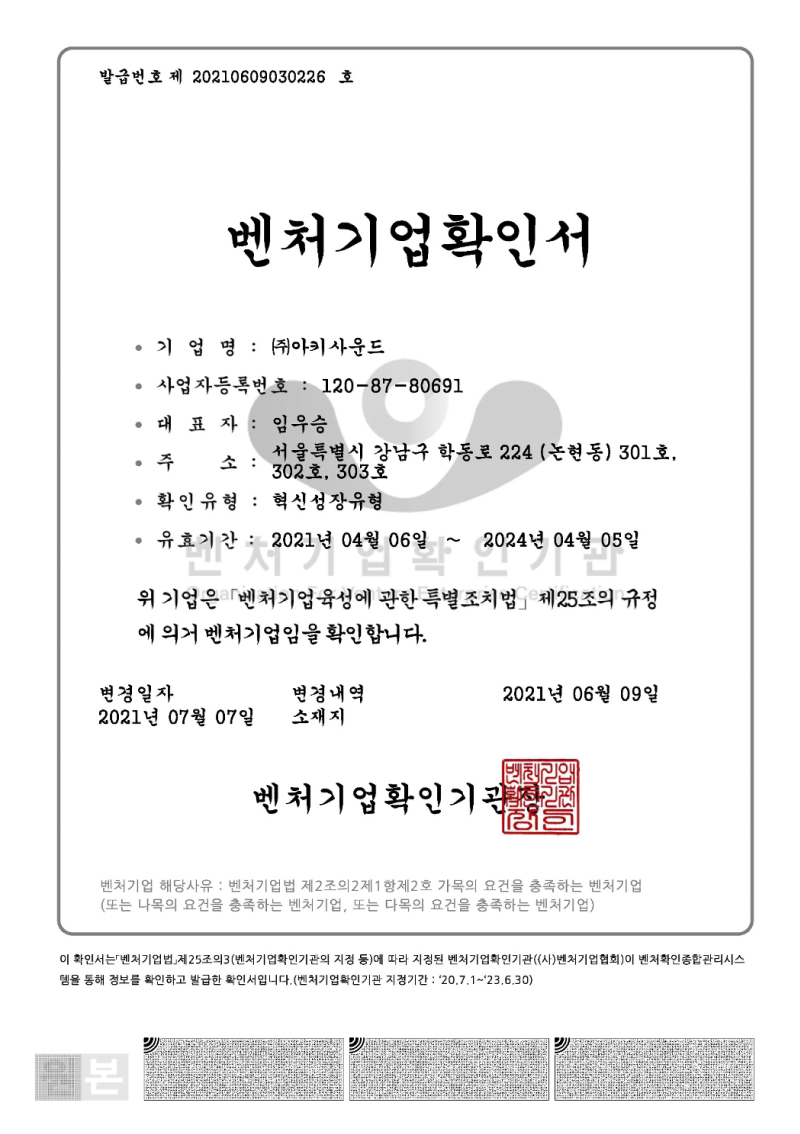 발급번호 제 20210609030226 호
벤처기업확인서
• 기 업 명 : ㈜아키사운드
• 사업자등록번호 : 120-87-80691
• 대 표 자 : 임우승
• 주 소 : 서울특별시 강남구 학동로 224 (논현동) 301호,
302호, 303호
• 확인유형 : 혁신성장유형
• 유효기간 : 2021년 04월 06일 ~ 2024년 04월 05일
벤처기업확인기관
위 기업은「벤처기업육성에 관한 특별조치법」제25조의 규정
에 의거 벤처기업임을 확인합니다.
변경일자 변경내역 2021년 06월 09일
2021년 07월 07일 소재지
벤처기업확인기관장
벤처기업 해당사유 : 벤처기업법 제2조의2제1항제2호 가목의 요건을 충족하는 벤처기업
(또는 나목의 요건을 충족하는 벤처기업, 또는 다목의 요건을 충족하는 벤처기업)
이 확인서는「벤처기업법」제25조의3(벤처기업확인기관의 지정 등)에 따라 지정된 벤처기업확인기관((사)벤처기업협회)이 벤처확인종합관리시스
템을 통해 정보를 확인하고 발급한 확인서입니다.(벤처기업확인기관 지정기간 : ‘20.7.1~‘23.6.30)
원본